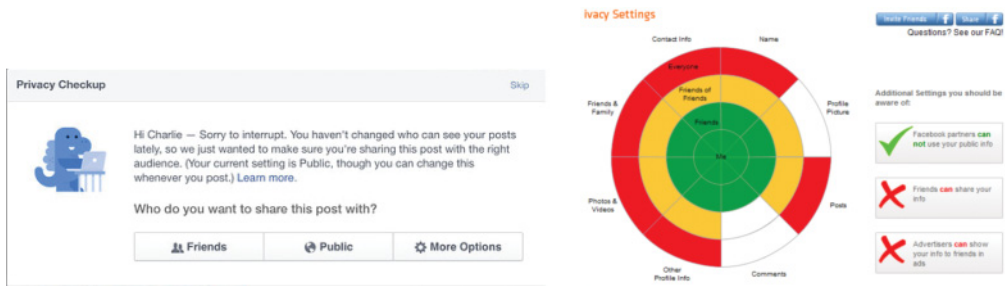 Privacy Checkup
Skip
Hi Charlie — Sorry to interrupt. You haven't changed who can see your posts
lately, so we just wanted to make sure you're sharing this post with the right
audience. (Your current setting is Public, though you can change this
whenever you post.) Learn more.
Who do you want to share this post with?
Friends
Public
More Options
ivacy Settings
Contact Info
Name
Everyone
Friends of
Friends
Friends
Me
Friends &
Family
Profile
Picture
Photos &
Videos
Posts
Other
Profile Info
Comments
Invite Friends
f
Share
f
Questions? See our FAQ!
Additional Settings you should be
aware of:
Facebook partners can
not use your public info
Friends can share your
info
Advertisers can show
your info to friends in
ads